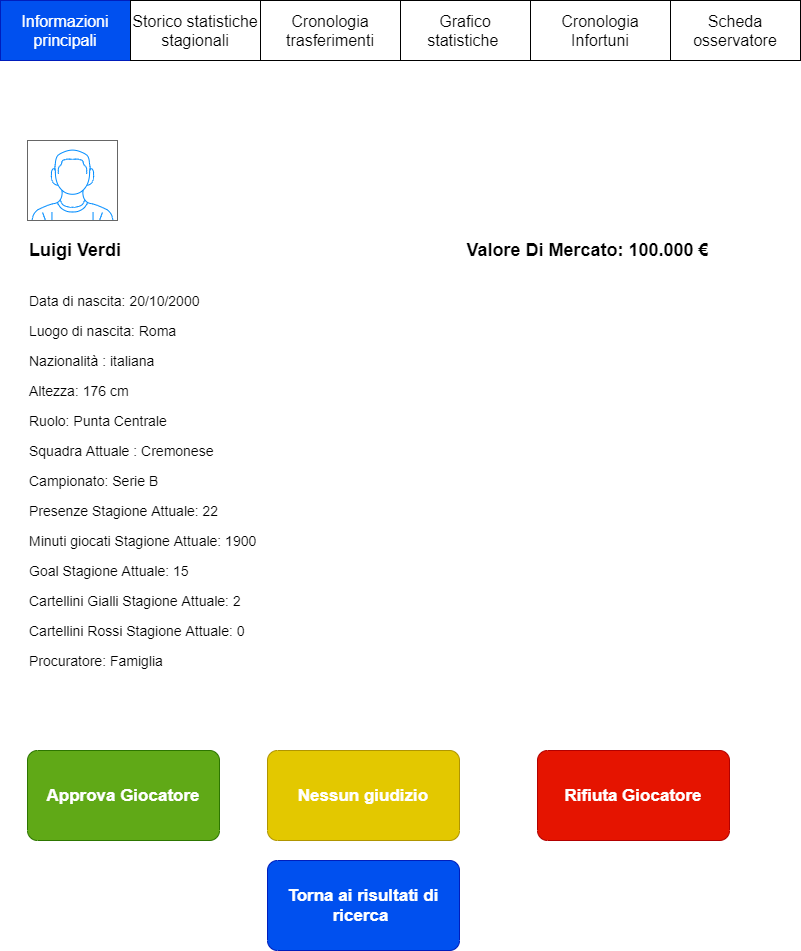 Informazioni
principali
Storico statistiche
stagionali
Cronologia
trasferimenti
Grafico
statistiche
Cronologia
Infortuni
Scheda
osservatore
Luigi Verdi
Valore Di Mercato: 100.000 €
Data di nascita: 20/10/2000
Luogo di nascita: Roma
Nazionalità : italiana
Altezza: 176 cm
Ruolo: Punta Centrale
Squadra Attuale : Cremonese
Campionato: Serie B
Presenze Stagione Attuale: 22
Minuti giocati Stagione Attuale: 1900
Goal Stagione Attuale: 15
Cartellini Gialli Stagione Attuale: 2
Cartellini Rossi Stagione Attuale: 0
Procuratore: Famiglia
Approva Giocatore
Nessun giudizio
Rifiuta Giocatore
Torna ai risultati di
ricerca